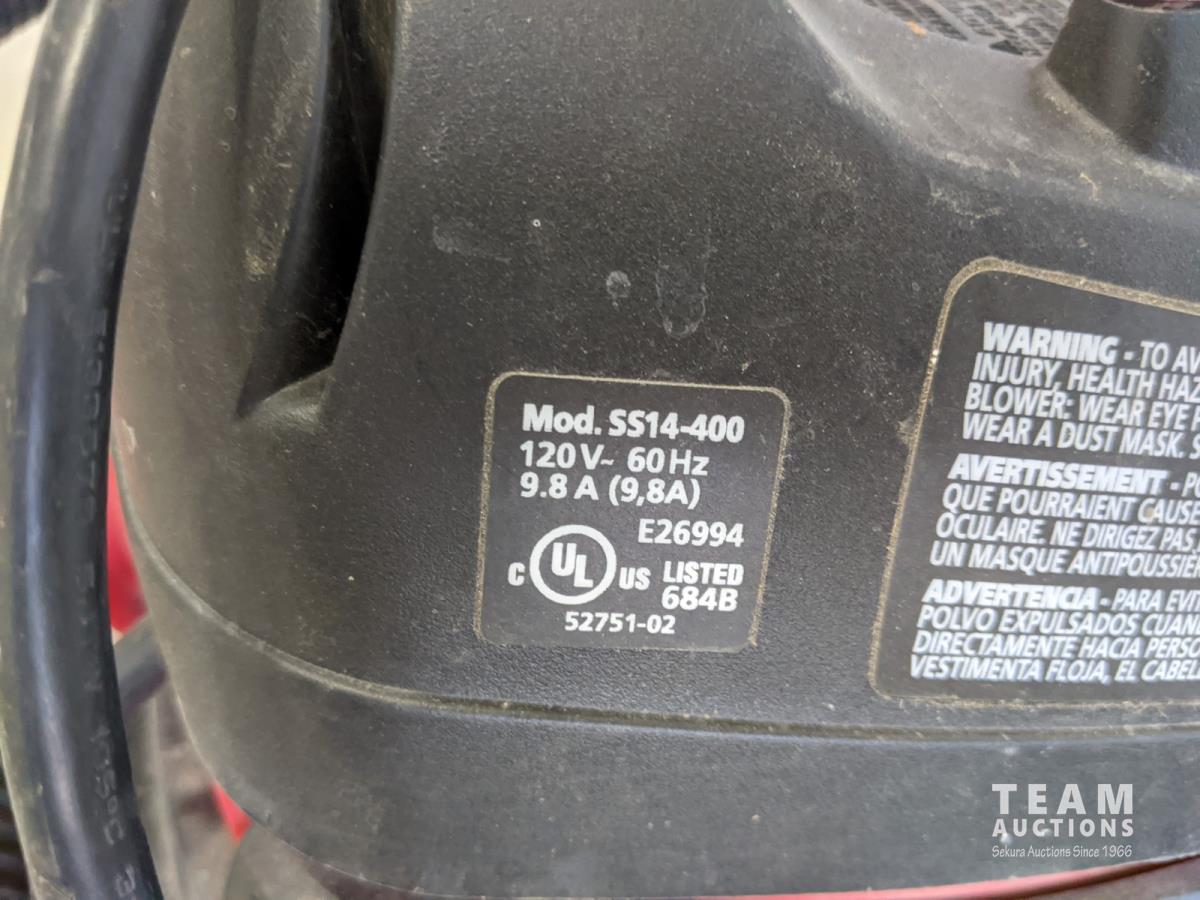 Mod. SS14-400
120V~ 60Hz
9.8 A (9,8A)
E26994
C UL US LISTED
684B
52751-02
WARNING - TO AV
INJURY, HEALTH HAZ
BLOWER: WEAR EYE
WEAR A DUST MASK. S
AVERTISSEMENT - P
QUE POURRAIENT CAUSE
OCULAIRE. NE DIRIGEZ PAS
UN MASQUE ANTIPOUSSIÈ
ADVERTENCIA - PARA EVIT
POLVO EXPULSADOS CUAN
DIRECTAMENTE HACIA PERSO
VESTIMENTA FLOJA, EL CABEL
TEAM
AUCTIONS
Sekura Auctions Since 1966